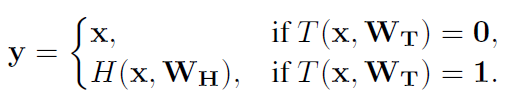 y = { x, if T(x, W_T) = 0,
H(x, W_H), if T(x, W_T) = 1.